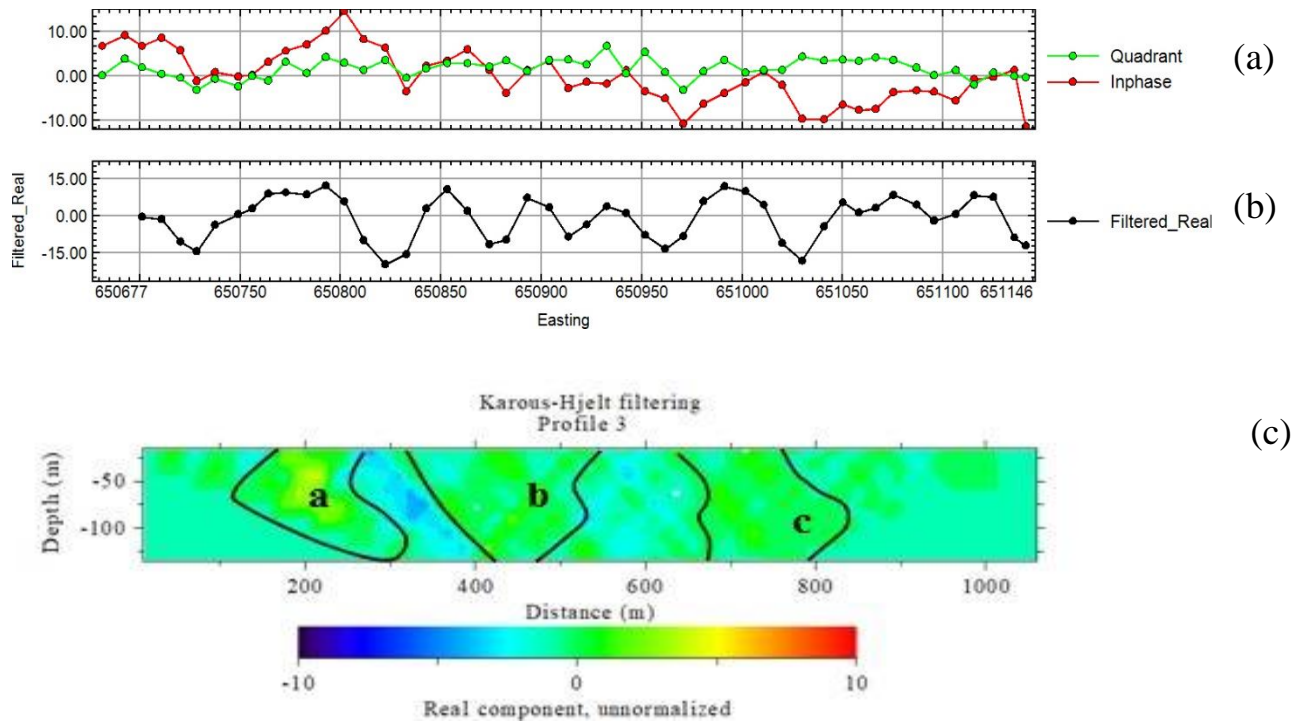 10.00
0.00
-10.00
Quadrant
Inphase
(a)
Filtered_Real
15.00
0.00
-15.00
Filtered_Real
(b)
650677 650750 650800 650850 650900 650950 651000 651050 651100 651146
Easting
Karous-Hjelt filtering
Profile 3
(c)
Depth (m)
-50
-100
a
b
c
200 400 600 800 1000
Distance (m)
-10 0 10
Real component, unnormalized